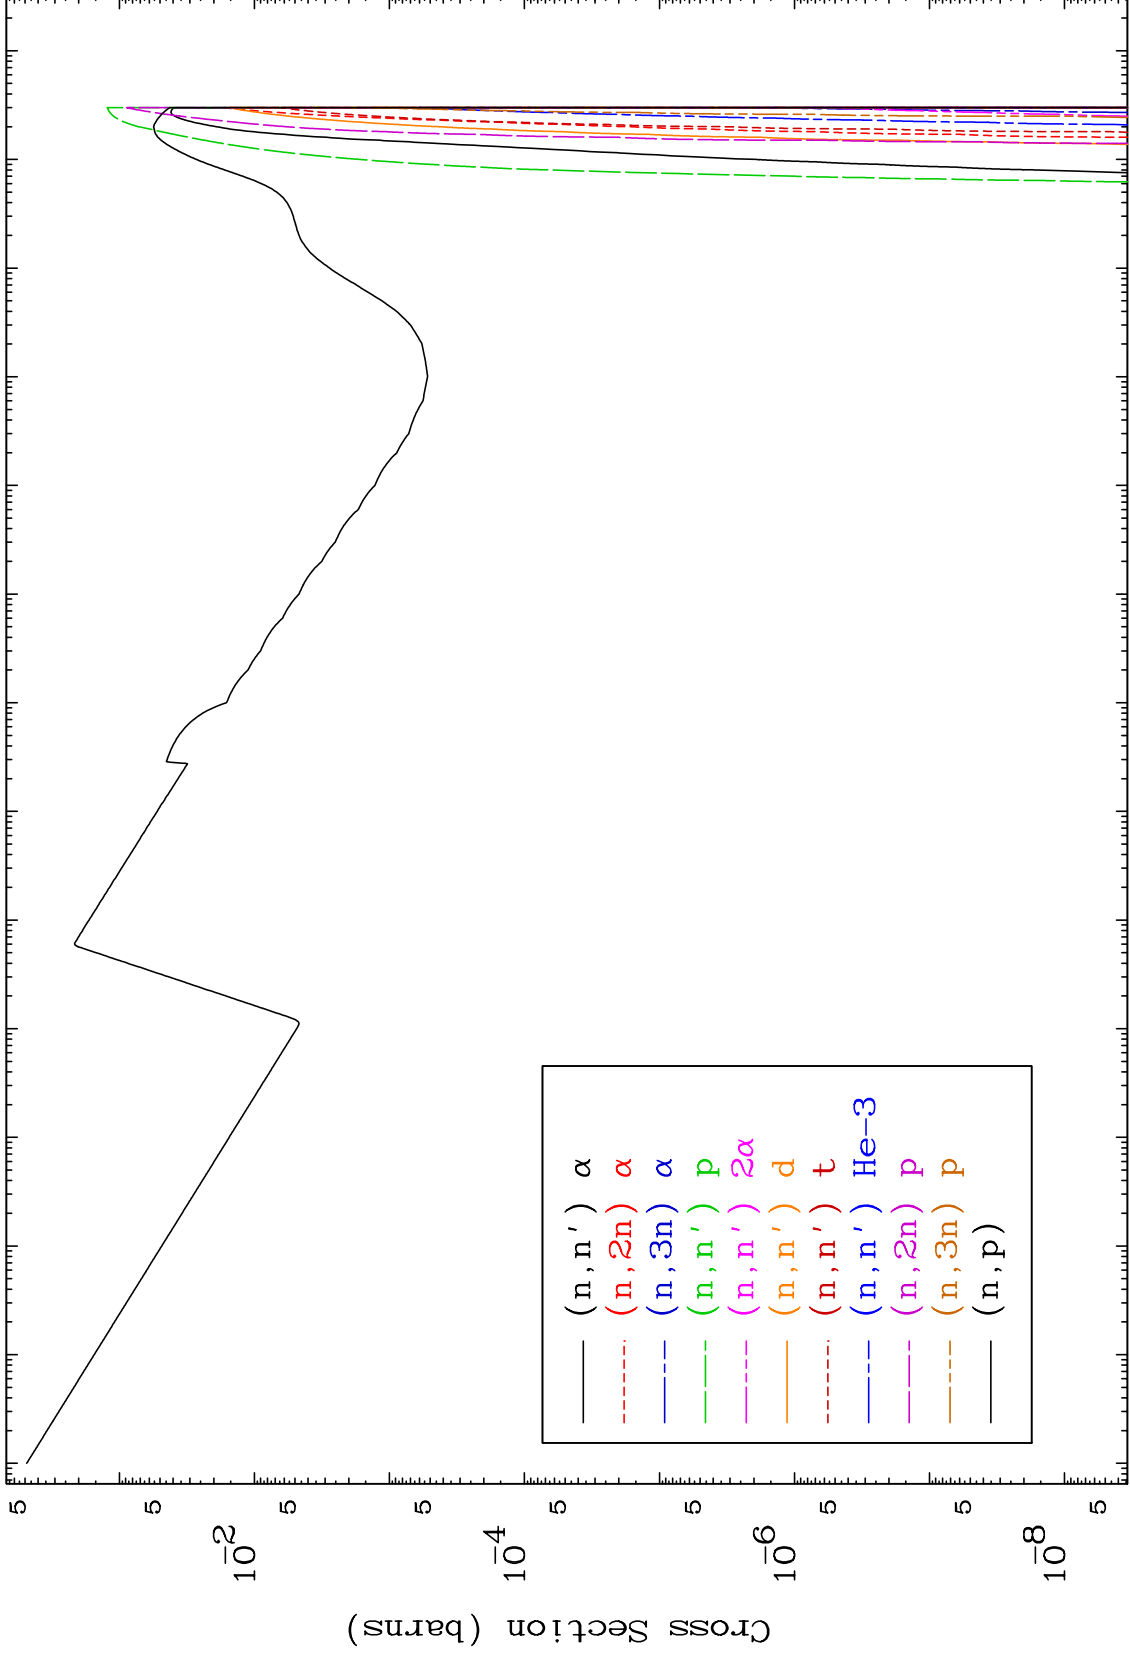 Cross Section (barns)
5
5
10−2
5
5
10−4
5
5
10−6
5
5
10−8
5
(n,n') α
(n,2n) α
(n,3n) α
(n,n') p
(n,n') 2α
(n,n') d
(n,n') t
(n,n') He−3
(n,2n) p
(n,3n) p
(n,p)